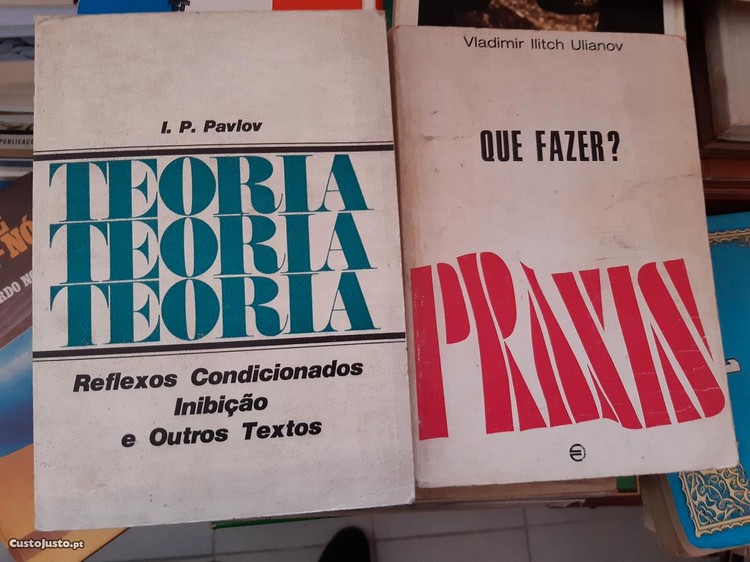 I. P. Pavlov
TEORIA
TEORIA
TEORIA
Reflexos Condicionados
Inibição
e Outros Textos
Vladimir Ilitch Ulianov
QUE FAZER?
PRAXIS
CustoJusto.pt